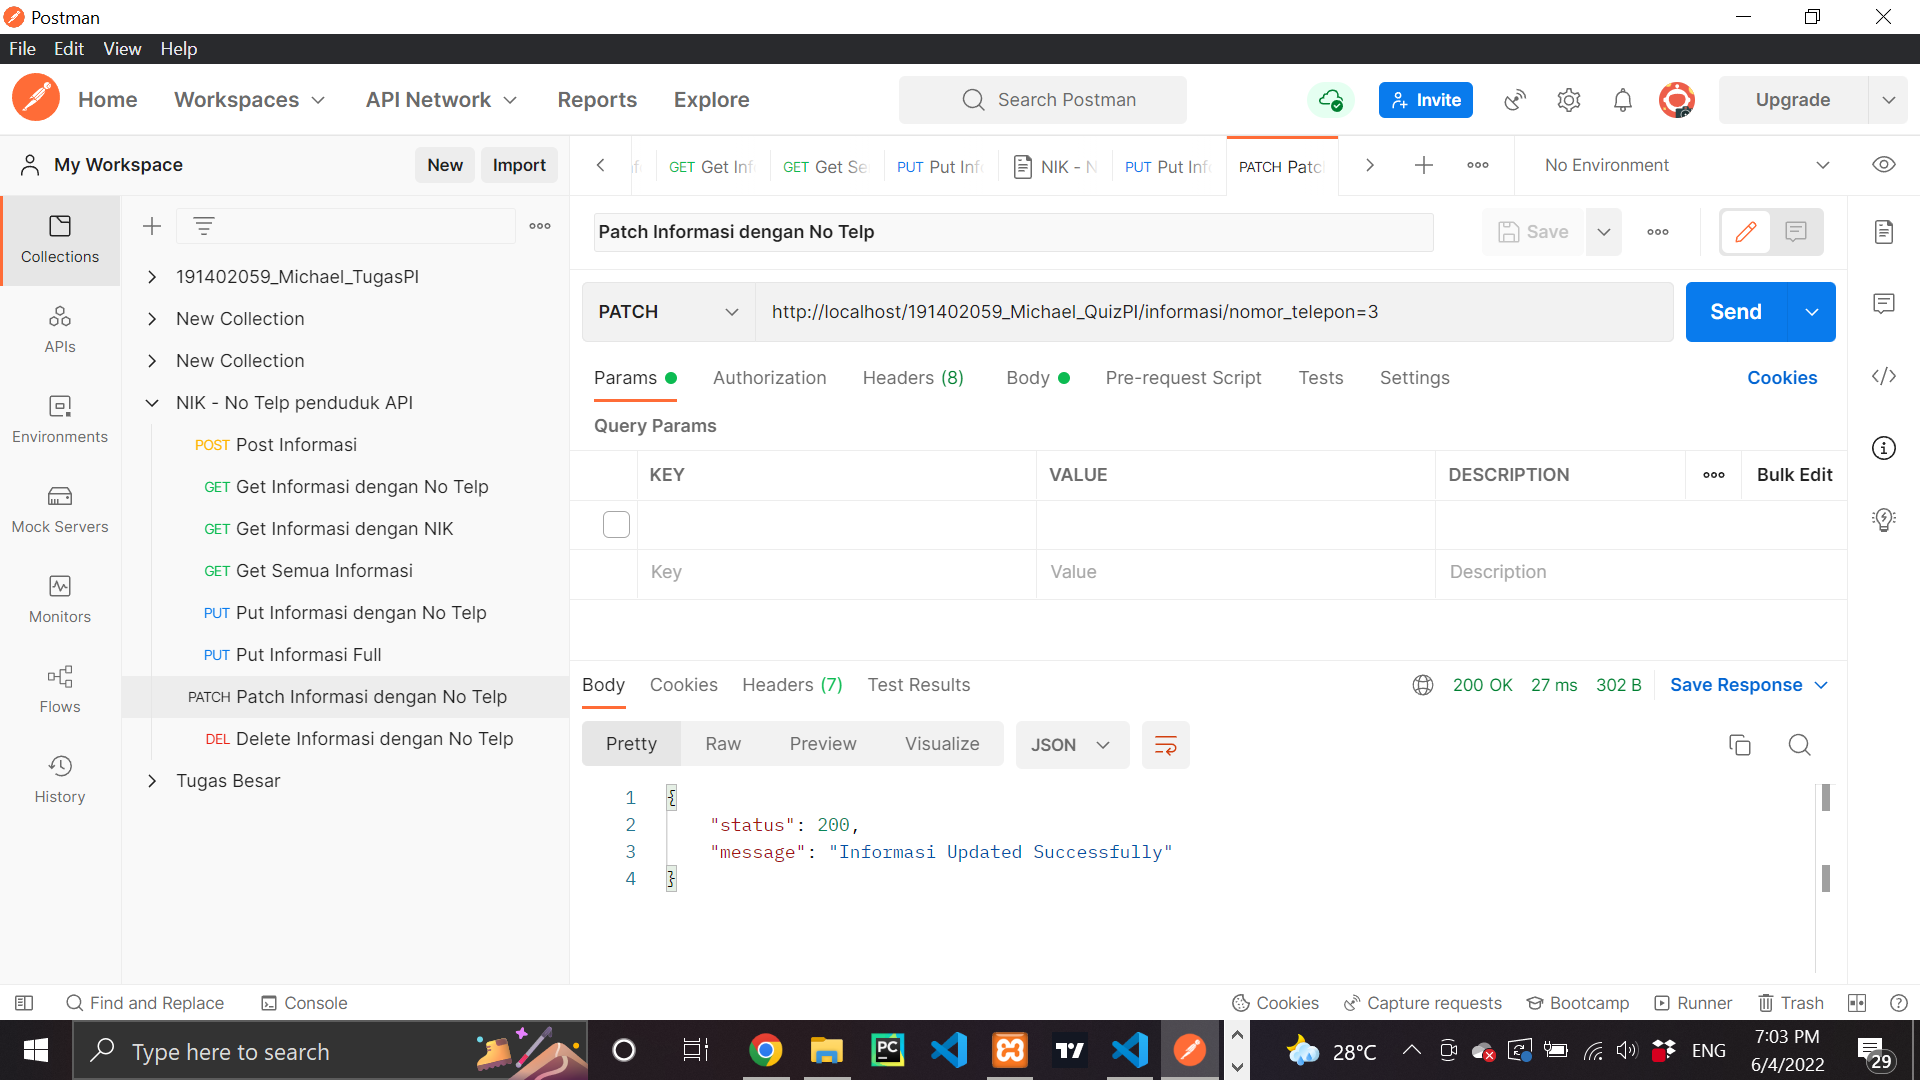 Postman
File Edit View Help
Home Workspaces API Network Reports Explore Search Postman Invite Upgrade
My Workspace New Import GET Get Inf GET Get Se PUT Put Inf NIK - N PUT Put Inf PATCH Patc No Environment
Patch Informasi dengan No Telp Save
Collections
191402059_Michael_TugasPI
New Collection
New Collection
NIK - No Telp penduduk API
POST Post Informasi
GET Get Informasi dengan No Telp
GET Get Informasi dengan NIK
GET Get Semua Informasi
PUT Put Informasi dengan No Telp
PUT Put Informasi Full
PATCH Patch Informasi dengan No Telp
DEL Delete Informasi dengan No Telp
Tugas Besar
APIs
Environments
Mock Servers
Monitors
Flows
History
PATCH http://localhost/191402059_Michael_QuizPI/informasi/nomor_telepon=3 Send
Params Authorization Headers (8) Body Pre-request Script Tests Settings Cookies
Query Params
KEY VALUE DESCRIPTION Bulk Edit
Key Value Description
Body Cookies Headers (7) Test Results 200 OK 27 ms 302 B Save Response
Pretty Raw Preview Visualize JSON
1 {
2 "status": 200,
3 "message": "Informasi Updated Successfully"
4 }
Find and Replace Console Cookies Capture requests Bootcamp Runner Trash
Type here to search PC 28°C ENG 7:03 PM
6/4/2022 29